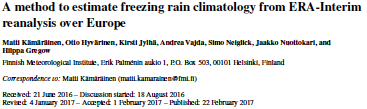 A method to estimate freezing rain climatology from ERA-Interim
reanalysis over Europe
Matti Kämäräinen, Otto Hyvärinen, Kirsti Jylhä, Andrea Vajda, Simo Neiglick, Jaakko Nuottokari, and
Hilppa Gregow
Finnish Meteorological Institute, Erik Palménin aukio 1, P.O. Box 503, 00101 Helsinki, Finland
Correspondence to: Matti Kämäräinen (matti.kamarainen@fmi.fi)
Received: 21 June 2016 – Discussion started: 18 August 2016
Revised: 4 January 2017 – Accepted: 1 February 2017 – Published: 22 February 2017